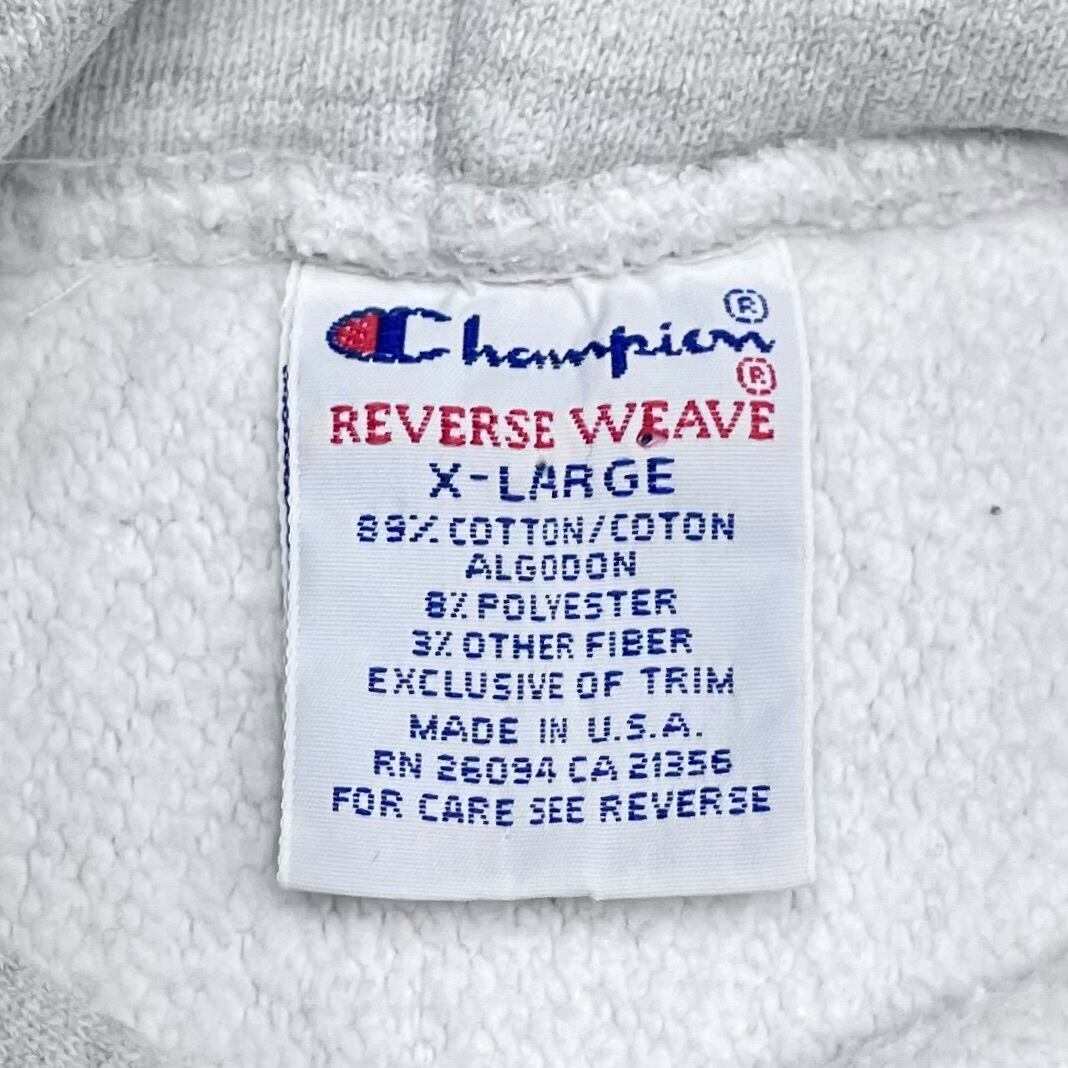 Champion®
REVERSE WEAVE®
X-LARGE
89% COTTON/COTON
ALGODON
8% POLYESTER
3% OTHER FIBER
EXCLUSIVE OF TRIM
MADE IN U.S.A.
RN 26094 CA 21356
FOR CARE SEE REVERSE